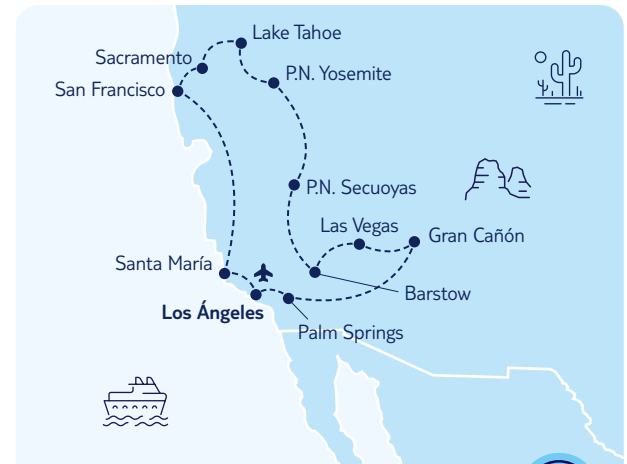 Lake Tahoe
Sacramento
P.N. Yosemite
San Francisco
P.N. Secuoyas
Las Vegas
Gran Cañón
Santa María
Barstow
Los Ángeles
Palm Springs